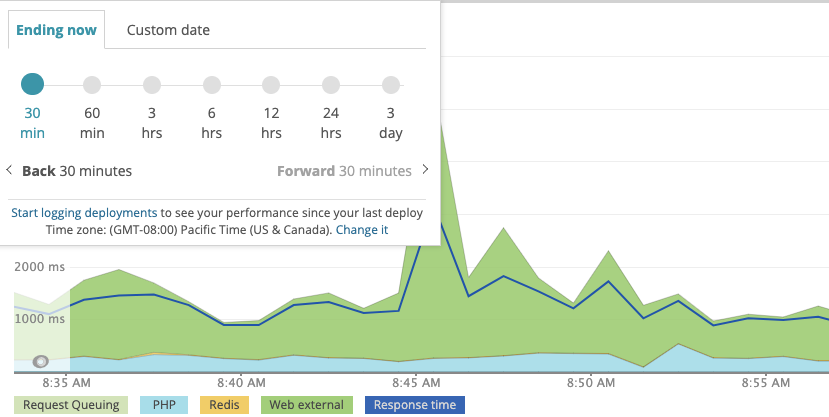 Ending now
Custom date
30 min
60 min
3 hrs
6 hrs
12 hrs
24 hrs
3 day
Back 30 minutes
Forward 30 minutes
Start logging deployments to see your performance since your last deploy
Time zone: (GMT-08:00) Pacific Time (US & Canada). Change it
2000 ms
1000 ms
8:35 AM
8:40 AM
8:45 AM
8:50 AM
8:55 AM
Request Queuing
PHP
Redis
Web external
Response time